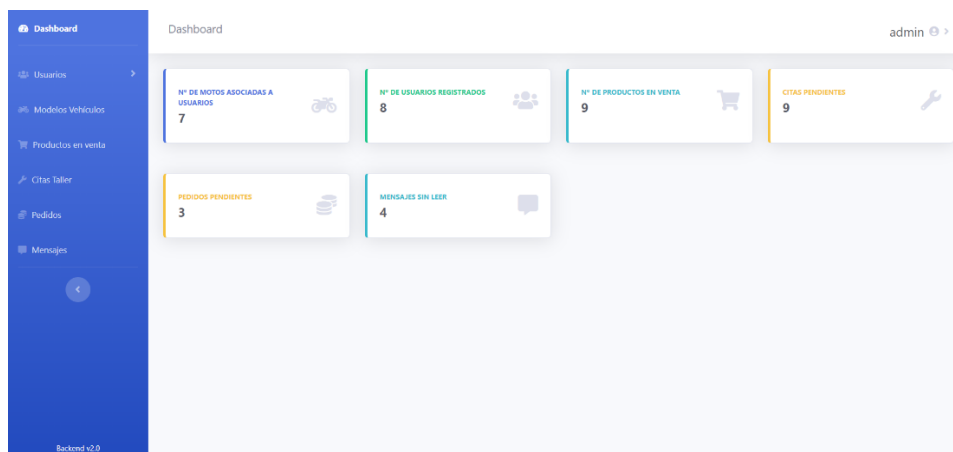 Dashboard
Usuarios
Modelos Vehículos
Productos en venta
Citas Taller
Pedidos
Mensajes
Backend v2.0
Dashboard
admin
Nº DE MOTOS ASOCIADAS A
USUARIOS
7
Nº DE USUARIOS REGISTRADOS
8
Nº DE PRODUCTOS EN VENTA
9
CITAS PENDIENTES
9
PEDIDOS PENDIENTES
3
MENSAJES SIN LEER
4